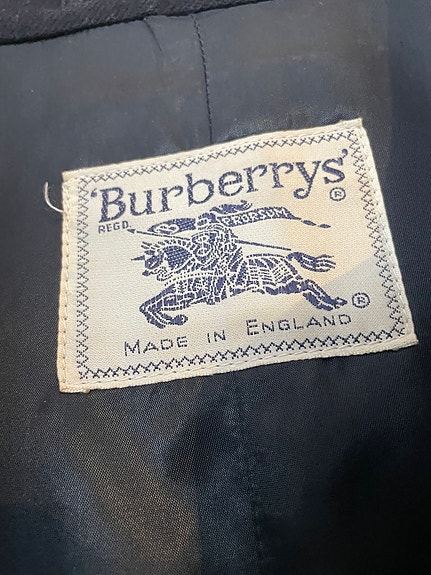 'Burberrys'
REGD.
®
PRORSUM
®
MADE IN ENGLAND